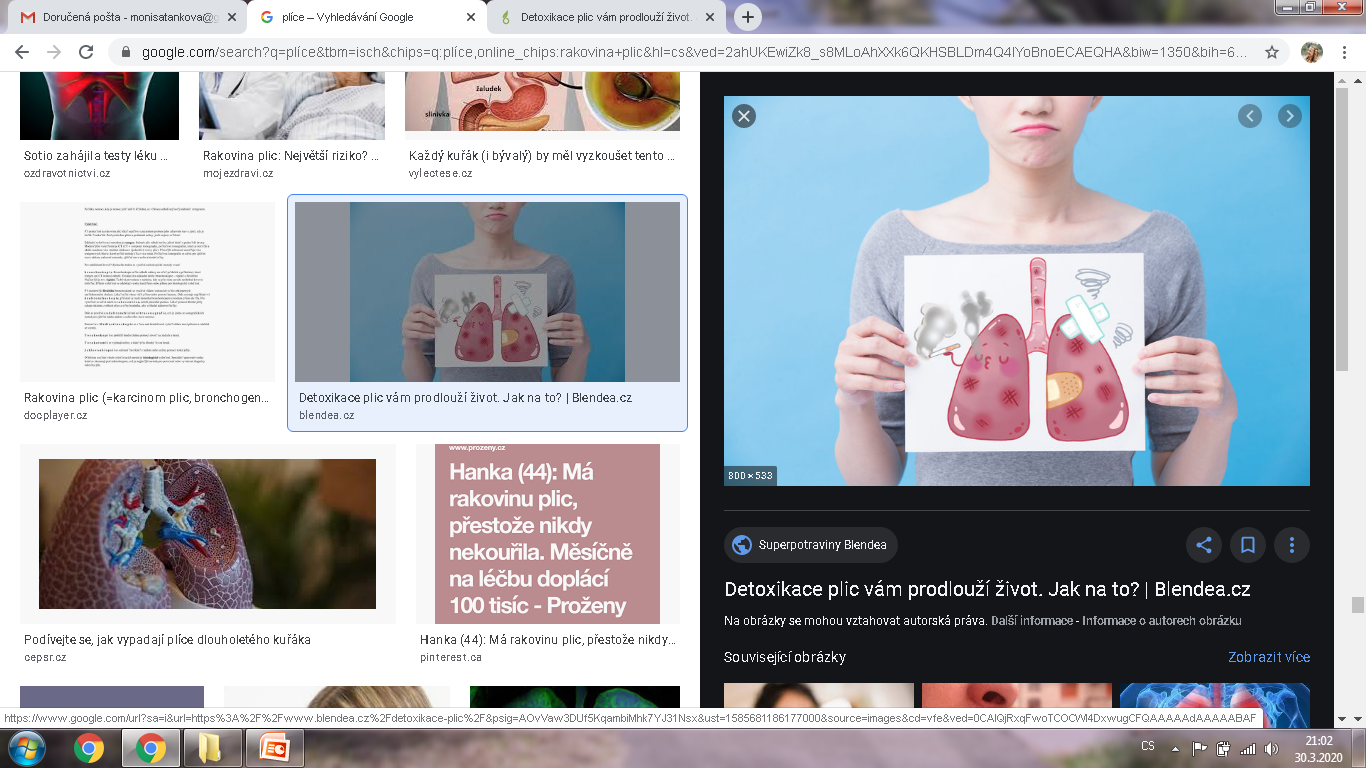 Doručená pošta - monisatankova@g
plíce – Vyhledávání Google
Detoxikace plic vám prodlouží život.
google.com/search?q=plíce&tbm=isch&chips=q:plíce,online_chips:rakovina+plic&hl=cs&ved=2ahUKEwiZk8_s8MLoAhXXk6QKHSBLDm4Q4lYoBnoECAEQHA&biw=1350&bih=6...
žaludek
slinivka
Sotio zahájila testy léku ...
ozdravotnictvi.cz
Rakovina plic: Největší riziko? ...
mojezdravi.cz
Každý kuřák (i bývalý) by měl vyzkoušet tento ...
vylectese.cz
Rakovina plic (=karcinom plic, bronchogen...
docplayer.cz
Detoxikace plic vám prodlouží život. Jak na to? | Blendea.cz
blendea.cz
www.prozeny.cz
Hanka (44): Má
rakovinu plic,
přestože nikdy
nekouřila. Měsíčně
na léčbu doplácí
100 tisíc - Proženy
Podívejte se, jak vypadají plíce dlouholetého kuřáka
cepsr.cz
Hanka (44): Má rakovinu plic, přestože nikdy...
pinterest.ca
800 × 533
Superpotraviny Blendea
Detoxikace plic vám prodlouží život. Jak na to? | Blendea.cz
Na obrázky se mohou vztahovat autorská práva. Další informace - Informace o autorech obrázku
Související obrázky
Zobrazit více
https://www.google.com/url?sa=i&url=https%3A%2F%2Fwww.blendea.cz%2Fdetoxikace-plic%2F&psig=AOvVaw3DUf5KqambiMhk7YJ31Nsx&ust=1585681186177000&source=images&cd=vfe&ved=0CAIQjRxqFwoTCOCWl4DxwugCFQAAAAAdAAAAABAF
CS
21:02
30.3.2020